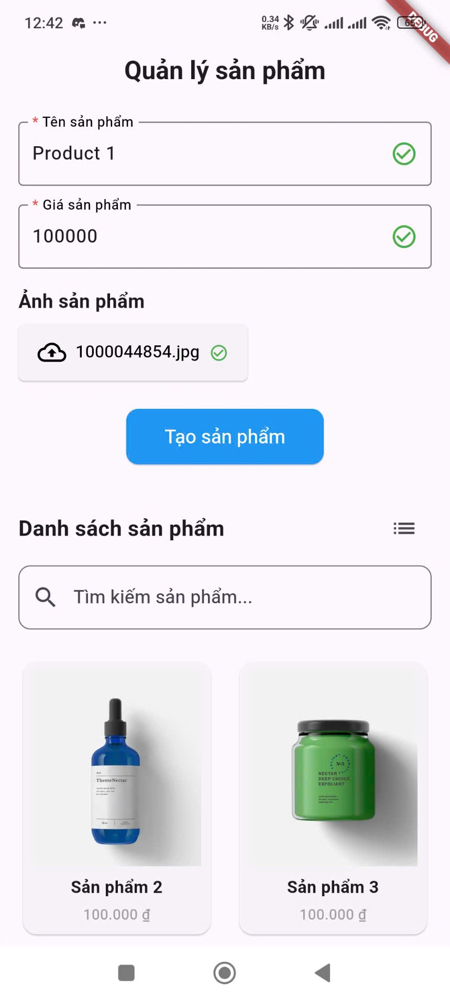 12:42 ...
0.34
KB/s
65
DEBUG
Quản lý sản phẩm
* Tên sản phẩm
Product 1
* Giá sản phẩm
100000
Ảnh sản phẩm
1000044854.jpg
Tạo sản phẩm
Danh sách sản phẩm
Tìm kiếm sản phẩm...
ThemeNectar
Nº3
NECTAR
DEEP CHOICE
EXFOLIANT
Sản phẩm 2
100.000 ₫
Sản phẩm 3
100.000 ₫